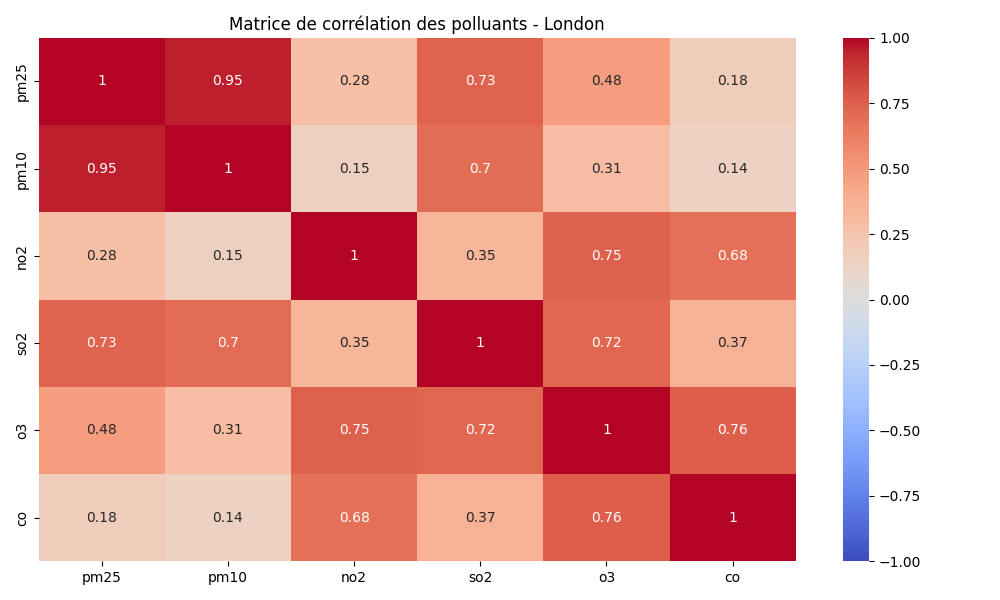 Matrice de corrélation des polluants - London
pm25 1 0.95 0.28 0.73 0.48 0.18
pm10 0.95 1 0.15 0.7 0.31 0.14
no2 0.28 0.15 1 0.35 0.75 0.68
so2 0.73 0.7 0.35 1 0.72 0.37
o3 0.48 0.31 0.75 0.72 1 0.76
co 0.18 0.14 0.68 0.37 0.76 1
pm25 pm10 no2 so2 o3 co
1.00
0.75
0.50
0.25
0.00
−0.25
−0.50
−0.75
−1.00